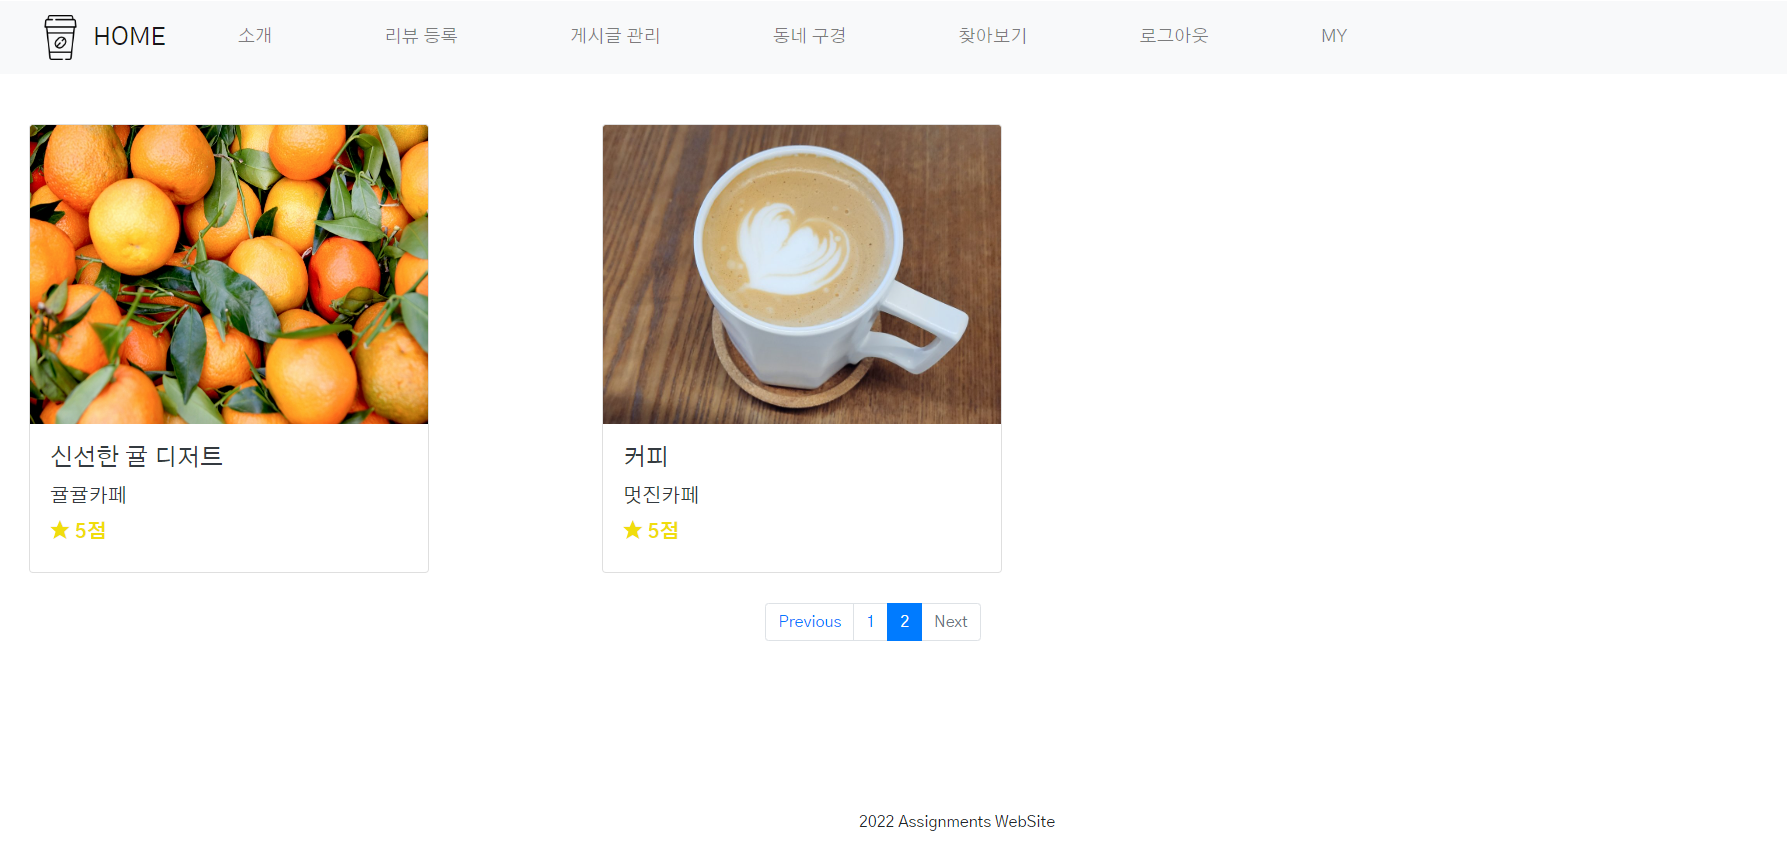 HOME 소개 리뷰 등록 게시글 관리 동네 구경 찾아보기 로그아웃 MY
신선한 귤 디저트
귤귤카페
★ 5점
커피
멋진카페
★ 5점
Previous 1 2 Next
2022 Assignments WebSite